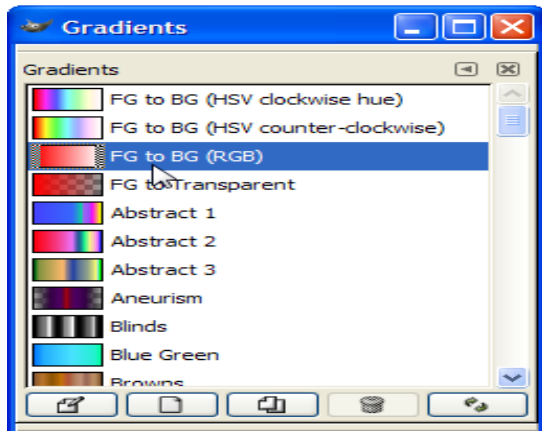 Gradients
Gradients
FG to BG (HSV clockwise hue)
FG to BG (HSV counter-clockwise)
FG to BG (RGB)
FG to Transparent
Abstract 1
Abstract 2
Abstract 3
Aneurism
Blinds
Blue Green
Browns